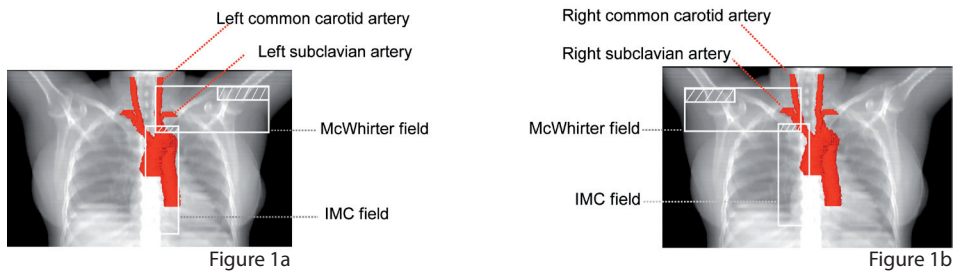 Left common carotid artery
Left subclavian artery
McWhirter field
IMC field
Figure 1a
Right common carotid artery
Right subclavian artery
McWhirter field
IMC field
Figure 1b